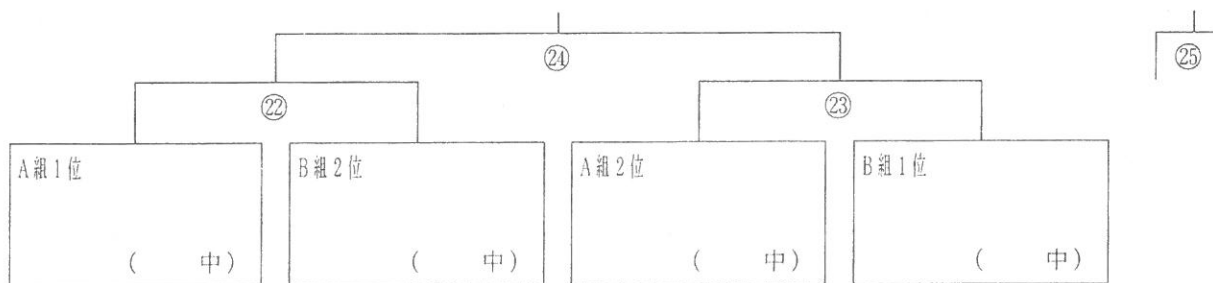 ㉔
㉕
㉒
㉓
A組1位
B組2位
A組2位
B組1位
(　　中)
(　　中)
(　　中)
(　　中)